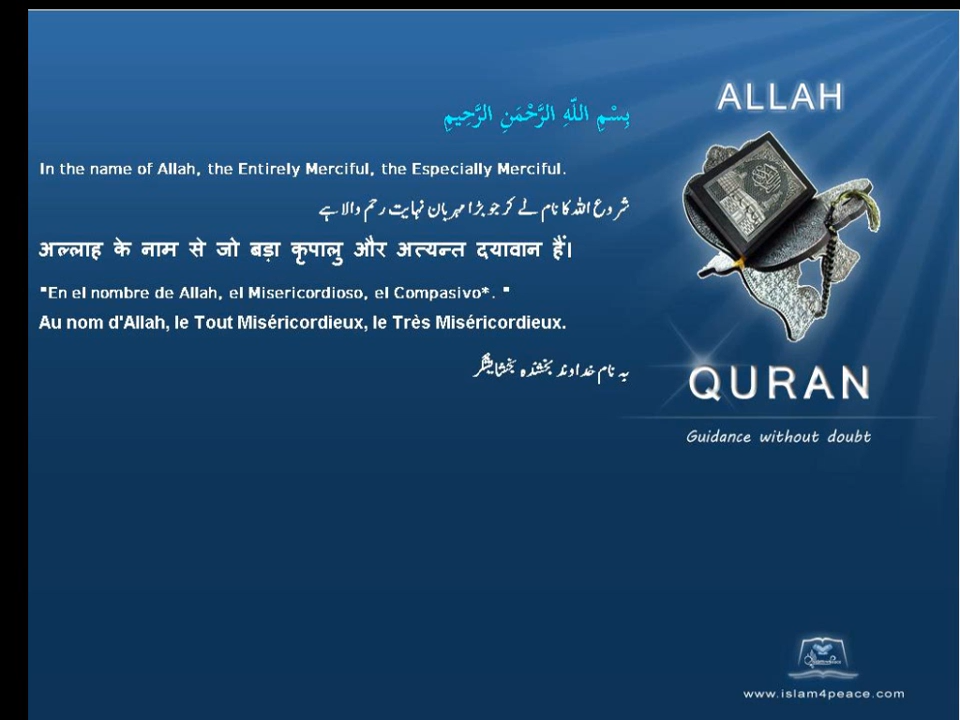 بِسْمِ اللّهِ الرَّحْمَنِ الرَّحِيمِ
In the name of Allah, the Entirely Merciful, the Especially Merciful.
شروع اللہ کا نام لے کر جو بڑا مہربان نہایت رحم والا ہے
अल्लाह के नाम से जो बड़ा कृपालु और अत्यन्त दयावान हैं।
"En el nombre de Allah, el Misericordioso, el Compasivo*. "
Au nom d'Allah, le Tout Miséricordieux, le Très Miséricordieux.
به نام خداوند بخشنده بخشایشگر
ALLAH
QURAN
Guidance without doubt
www.islam4peace.com